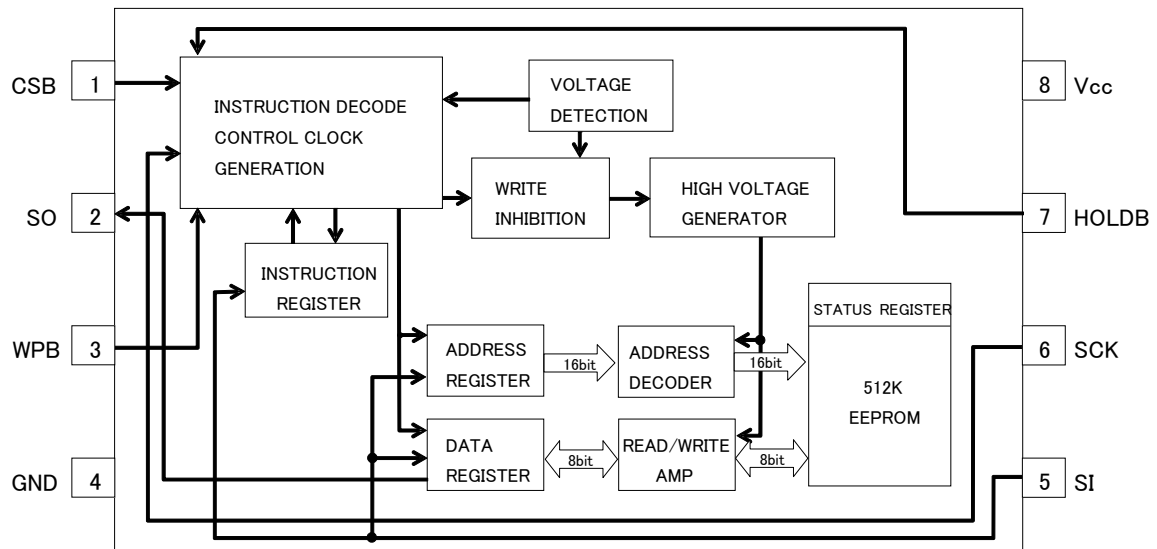 CSB
1
SO
2
WPB
3
GND
4
INSTRUCTION DECODE
CONTROL CLOCK
GENERATION
VOLTAGE
DETECTION
WRITE
INHIBITION
HIGH VOLTAGE
GENERATOR
INSTRUCTION
REGISTER
ADDRESS
REGISTER
16bit
ADDRESS
DECODER
16bit
DATA
REGISTER
8bit
READ/WRITE
AMP
8bit
STATUS REGISTER
512K
EEPROM
8
Vcc
7
HOLDB
6
SCK
5
SI